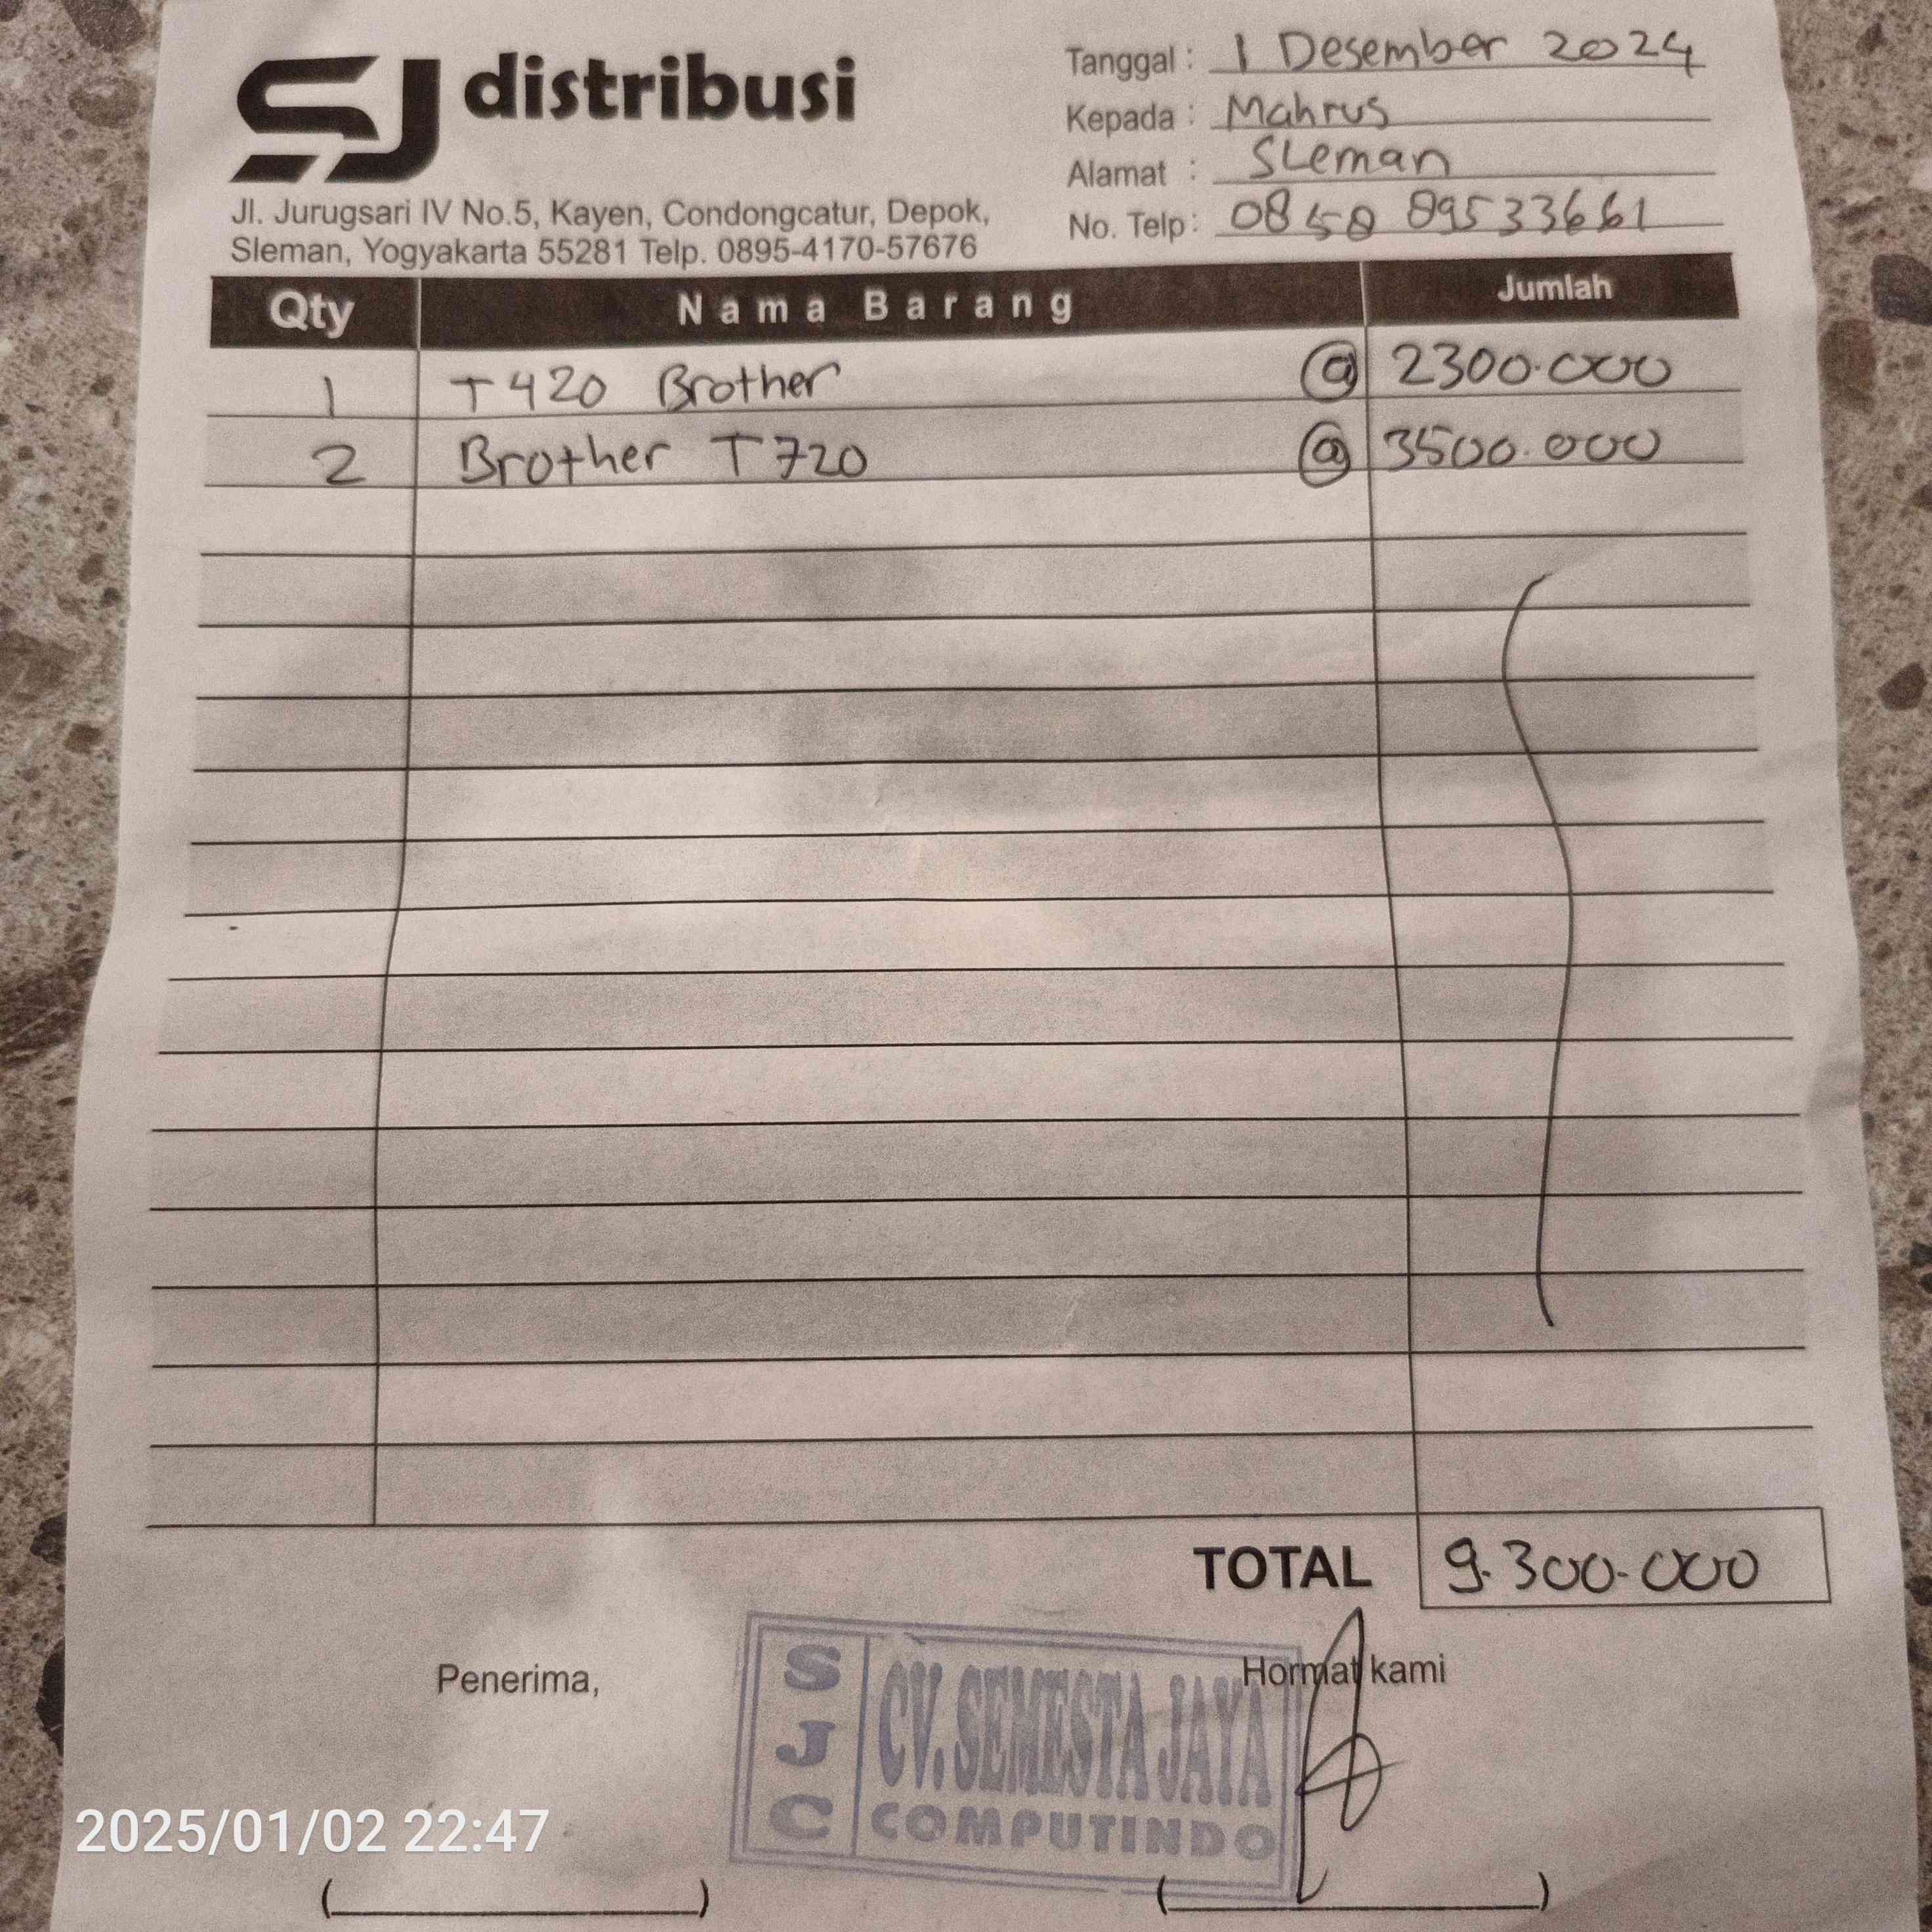 SJ distribusi
Jl. Jurugsari IV No.5, Kayen, Condongcatur, Depok,
Sleman, Yogyakarta 55281 Telp. 0895-4170-57676
Tanggal : 1 Desember 2024
Kepada : Mahrus
Alamat : Sleman
No. Telp: 0858 89533661
Qty Nama Barang Jumlah
1 T420 Brother @ 2300.000
2 Brother T720 @ 3500.000
TOTAL 9.300.000
Penerima, Hormat kami
SJC CV. SEMESTA JAYA
COMPUTINDO
2025/01/02 22:47
(          ) (          )